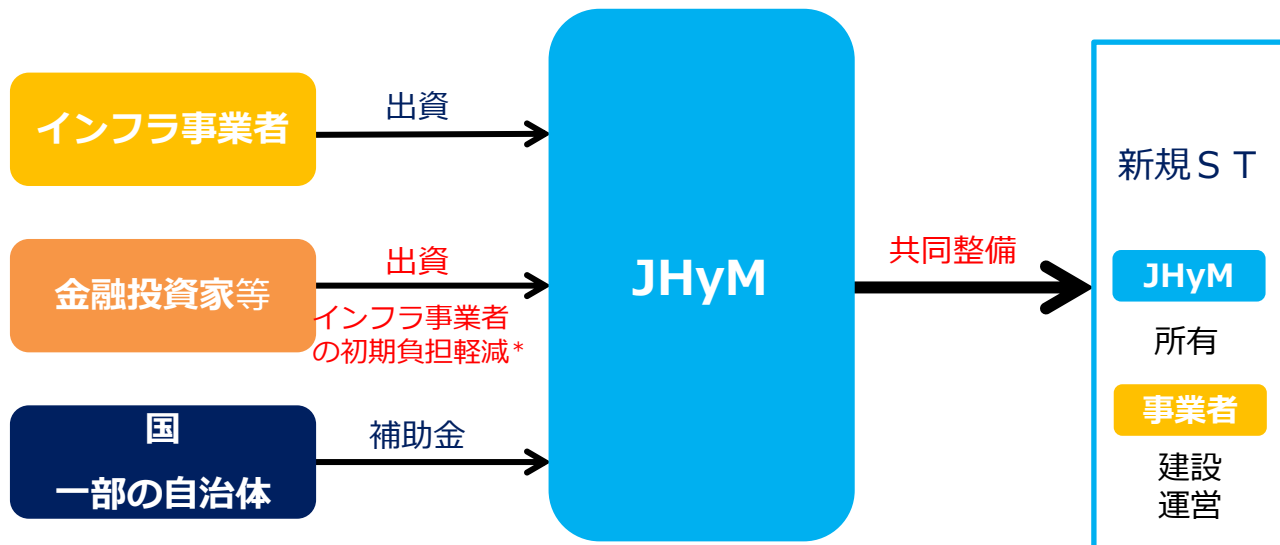 インフラ事業者
出資
金融投資家等
出資
インフラ事業者
の初期負担軽減*
国
一部の自治体
補助金
JHyM
共同整備
新規ＳＴ
JHyM
所有
事業者
建設
運営